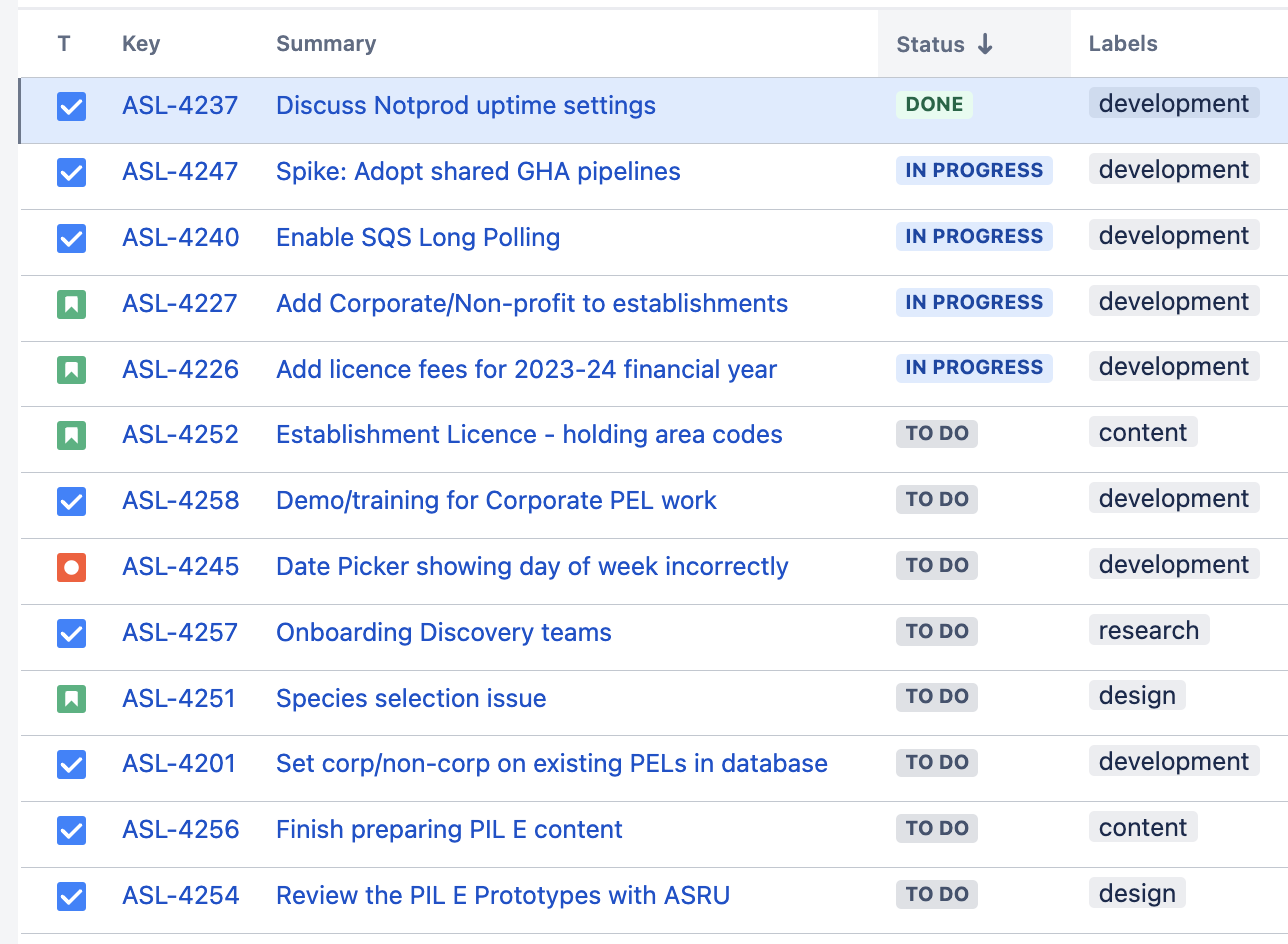 T Key Summary Status ↓ Labels
ASL-4237 Discuss Notprod uptime settings DONE development
ASL-4247 Spike: Adopt shared GHA pipelines IN PROGRESS development
ASL-4240 Enable SQS Long Polling IN PROGRESS development
ASL-4227 Add Corporate/Non-profit to establishments IN PROGRESS development
ASL-4226 Add licence fees for 2023-24 financial year IN PROGRESS development
ASL-4252 Establishment Licence - holding area codes TO DO content
ASL-4258 Demo/training for Corporate PEL work TO DO development
ASL-4245 Date Picker showing day of week incorrectly TO DO development
ASL-4257 Onboarding Discovery teams TO DO research
ASL-4251 Species selection issue TO DO design
ASL-4201 Set corp/non-corp on existing PELs in database TO DO development
ASL-4256 Finish preparing PIL E content TO DO content
ASL-4254 Review the PIL E Prototypes with ASRU TO DO design